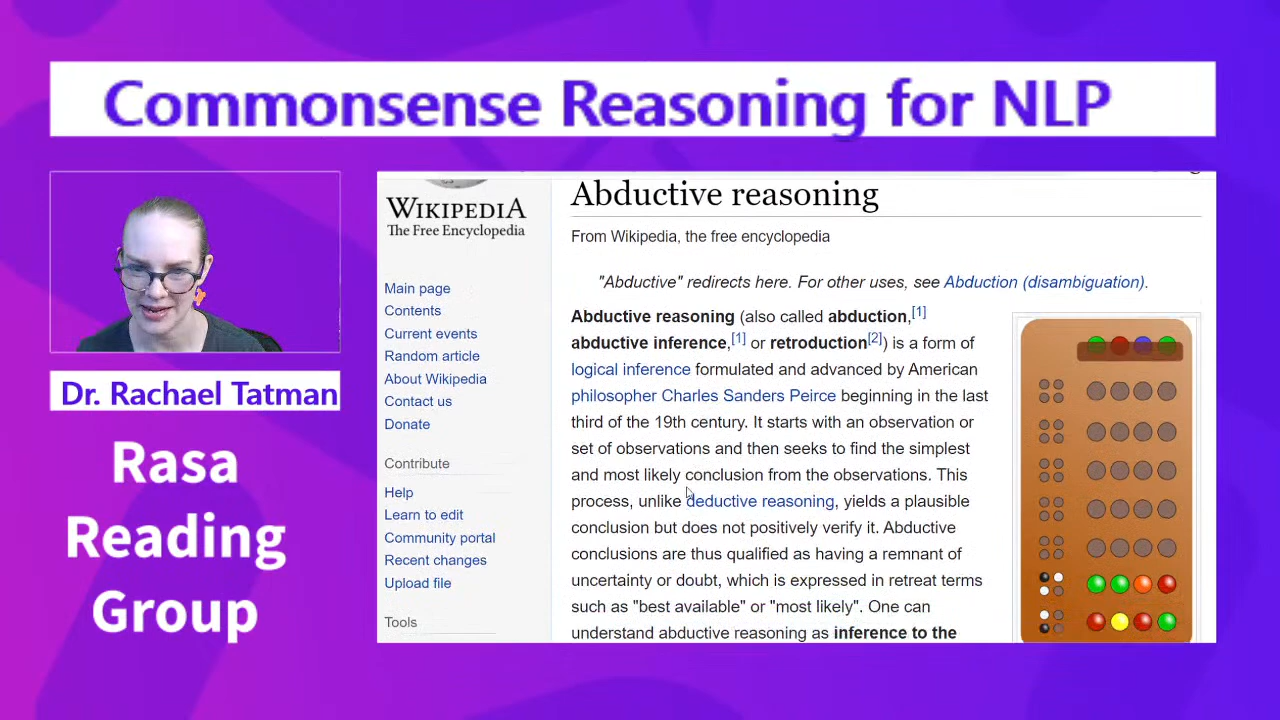 Commonsense Reasoning for NLP
Dr. Rachael Tatman
Rasa
Reading
Group
WIKIPEDIA
The Free Encyclopedia
Main page
Contents
Current events
Random article
About Wikipedia
Contact us
Donate
Contribute
Help
Learn to edit
Community portal
Recent changes
Upload file
Tools
Abductive reasoning
From Wikipedia, the free encyclopedia
"Abductive" redirects here. For other uses, see Abduction (disambiguation).
Abductive reasoning (also called abduction,[1]
abductive inference,[1] or retroduction[2]) is a form of
logical inference formulated and advanced by American
philosopher Charles Sanders Peirce beginning in the last
third of the 19th century. It starts with an observation or
set of observations and then seeks to find the simplest
and most likely conclusion from the observations. This
process, unlike deductive reasoning, yields a plausible
conclusion but does not positively verify it. Abductive
conclusions are thus qualified as having a remnant of
uncertainty or doubt, which is expressed in retreat terms
such as "best available" or "most likely". One can
understand abductive reasoning as inference to the